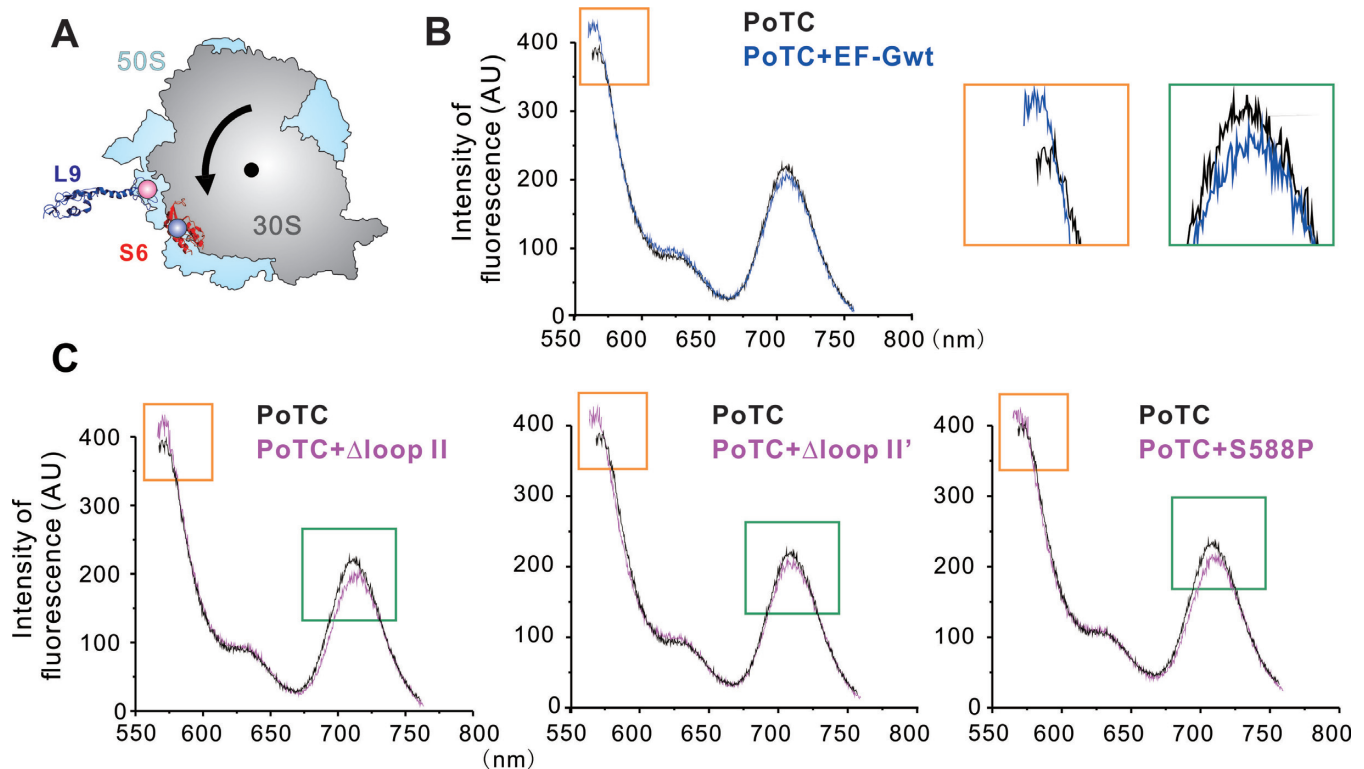 A
50S
L9
S6
30S
B
PoTC
PoTC+EF-Gwt
Intensity of
fluorescence (AU)
400
300
200
100
0
550 600 650 700 750 800 (nm)
C
PoTC
PoTC+Δloop II
Intensity of
fluorescence (AU)
400
300
200
100
0
550 600 650 700 750 800
(nm)
PoTC
PoTC+Δloop II’
400
300
200
100
0
550 600 650 700 750 800
PoTC
PoTC+S588P
400
300
200
100
0
550 600 650 700 750 800